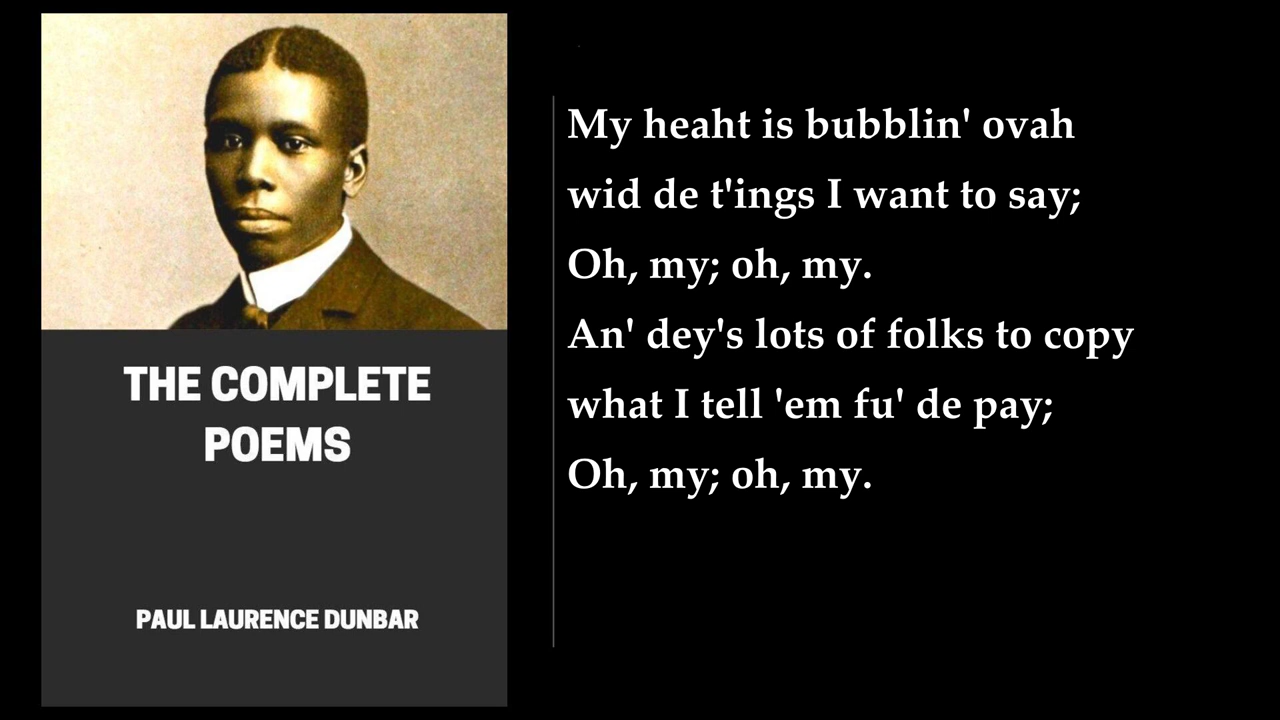 THE COMPLETE
POEMS
PAUL LAURENCE DUNBAR
My heaht is bubblin' ovah
wid de t'ings I want to say;
Oh, my; oh, my.
An' dey's lots of folks to copy
what I tell 'em fu' de pay;
Oh, my; oh, my.